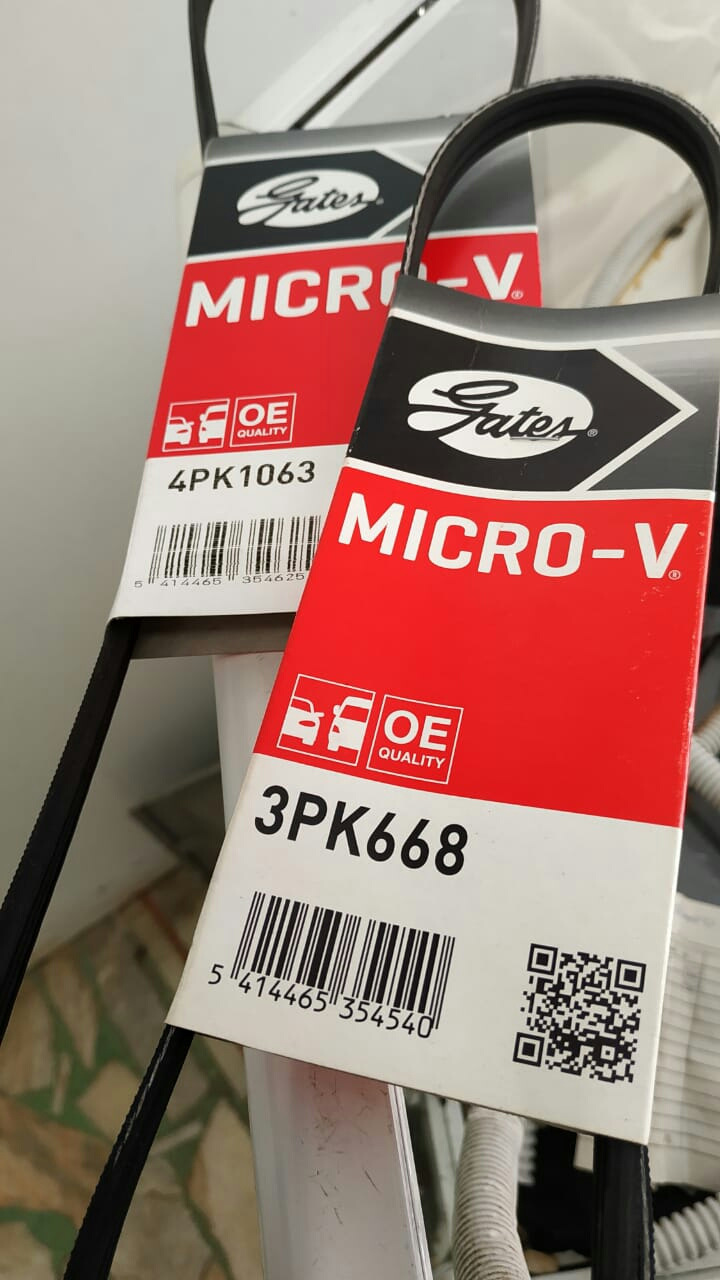 Gates®
MICRO-V®
OE
QUALITY
4PK1063
5 414465 354625
Gates®
MICRO-V®
OE
QUALITY
3PK668
5 414465 354540